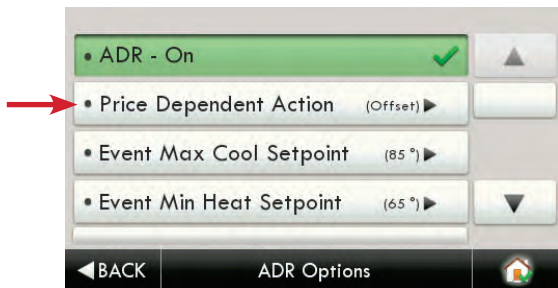 • ADR - On
• Price Dependent Action (Offset)
• Event Max Cool Setpoint (85 °)
• Event Min Heat Setpoint (65 °)
BACK ADR Options